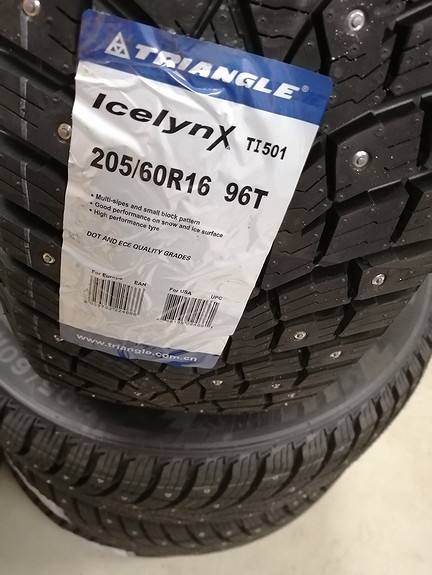 TRIANGLE®
IcelynX TI501
205/60R16 96T
• Multi-sipes and small block pattern
• Good performance on snow and ice surface
• High performance tyre
DOT AND ECE QUALITY GRADES
For Europe EAN For USA UPC
www.triangle.com.cn